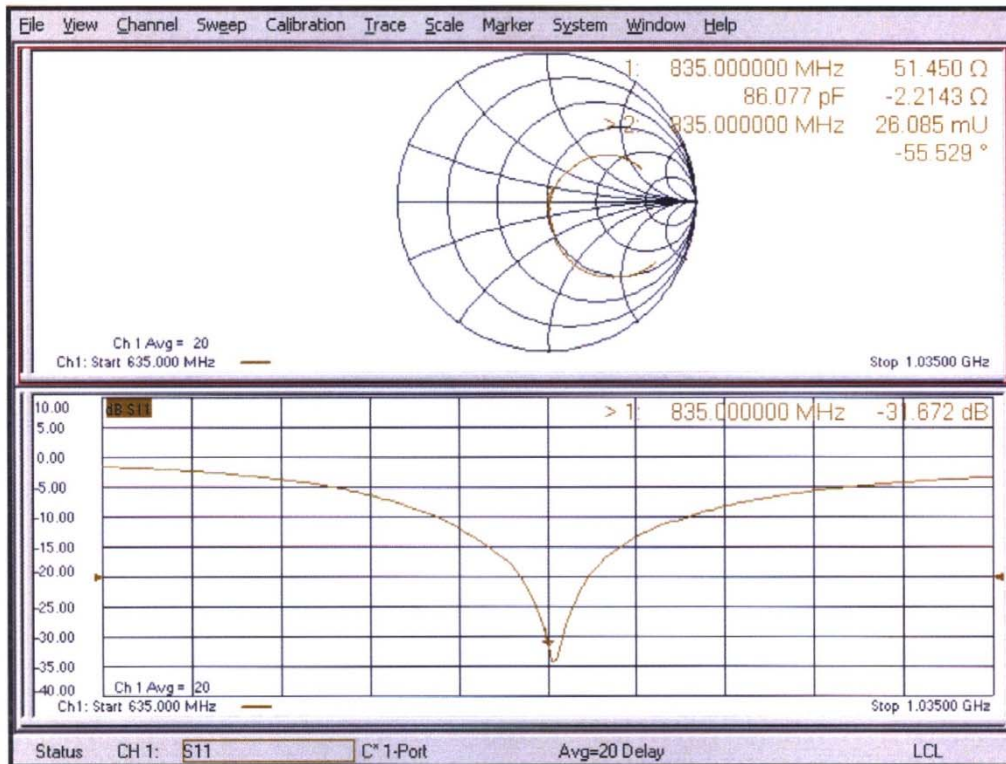 File View Channel Sweep Calibration Trace Scale Marker System Window Help
1: 835.000000 MHz 51.450 Ω
86.077 pF -2.2143 Ω
> 2: 835.000000 MHz 26.085 mU
-55.529 °
Ch 1 Avg = 20
Ch1: Start 635.000 MHz
Stop 1.03500 GHz
10.00 dB S11
> 1: 835.000000 MHz -31.672 dB
5.00
0.00
-5.00
-10.00
-15.00
-20.00
-25.00
-30.00
-35.00
-40.00
Ch 1 Avg = 20
Ch1: Start 635.000 MHz
Stop 1.03500 GHz
Status CH 1: S11 C* 1-Port Avg=20 Delay LCL